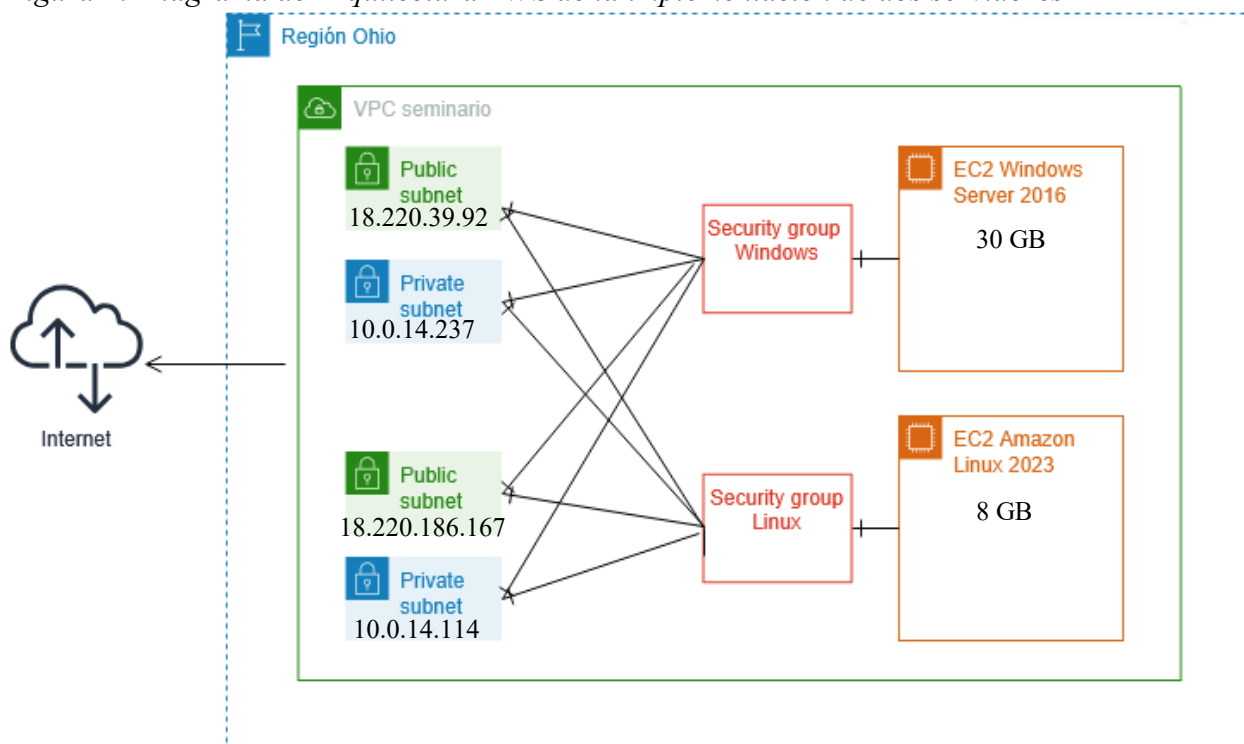 Región Ohio
VPC seminario
Public
subnet
18.220.39.92
Private
subnet
10.0.14.237
Public
subnet
18.220.186.167
Private
subnet
10.0.14.114
Security group
Windows
Security group
Linux
EC2 Windows
Server 2016
30 GB
EC2 Amazon
Linux 2023
8 GB
Internet